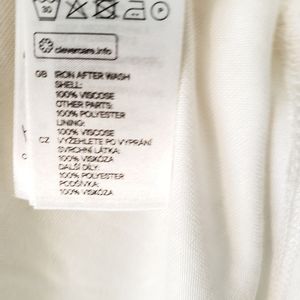 30
clevercare.info
GB IRON AFTER WASH
SHELL:
100% VISCOSE
OTHER PARTS:
100% POLYESTER
LINING:
100% VISCOSE
CZ VYŽEHLETE PO VYPRÁNÍ
SVRCHNÍ LÁTKA:
100% VISKÓZA
DALŠÍ DÍLY:
100% POLYESTER
PODŠÍVKA:
100% VISKÓZA